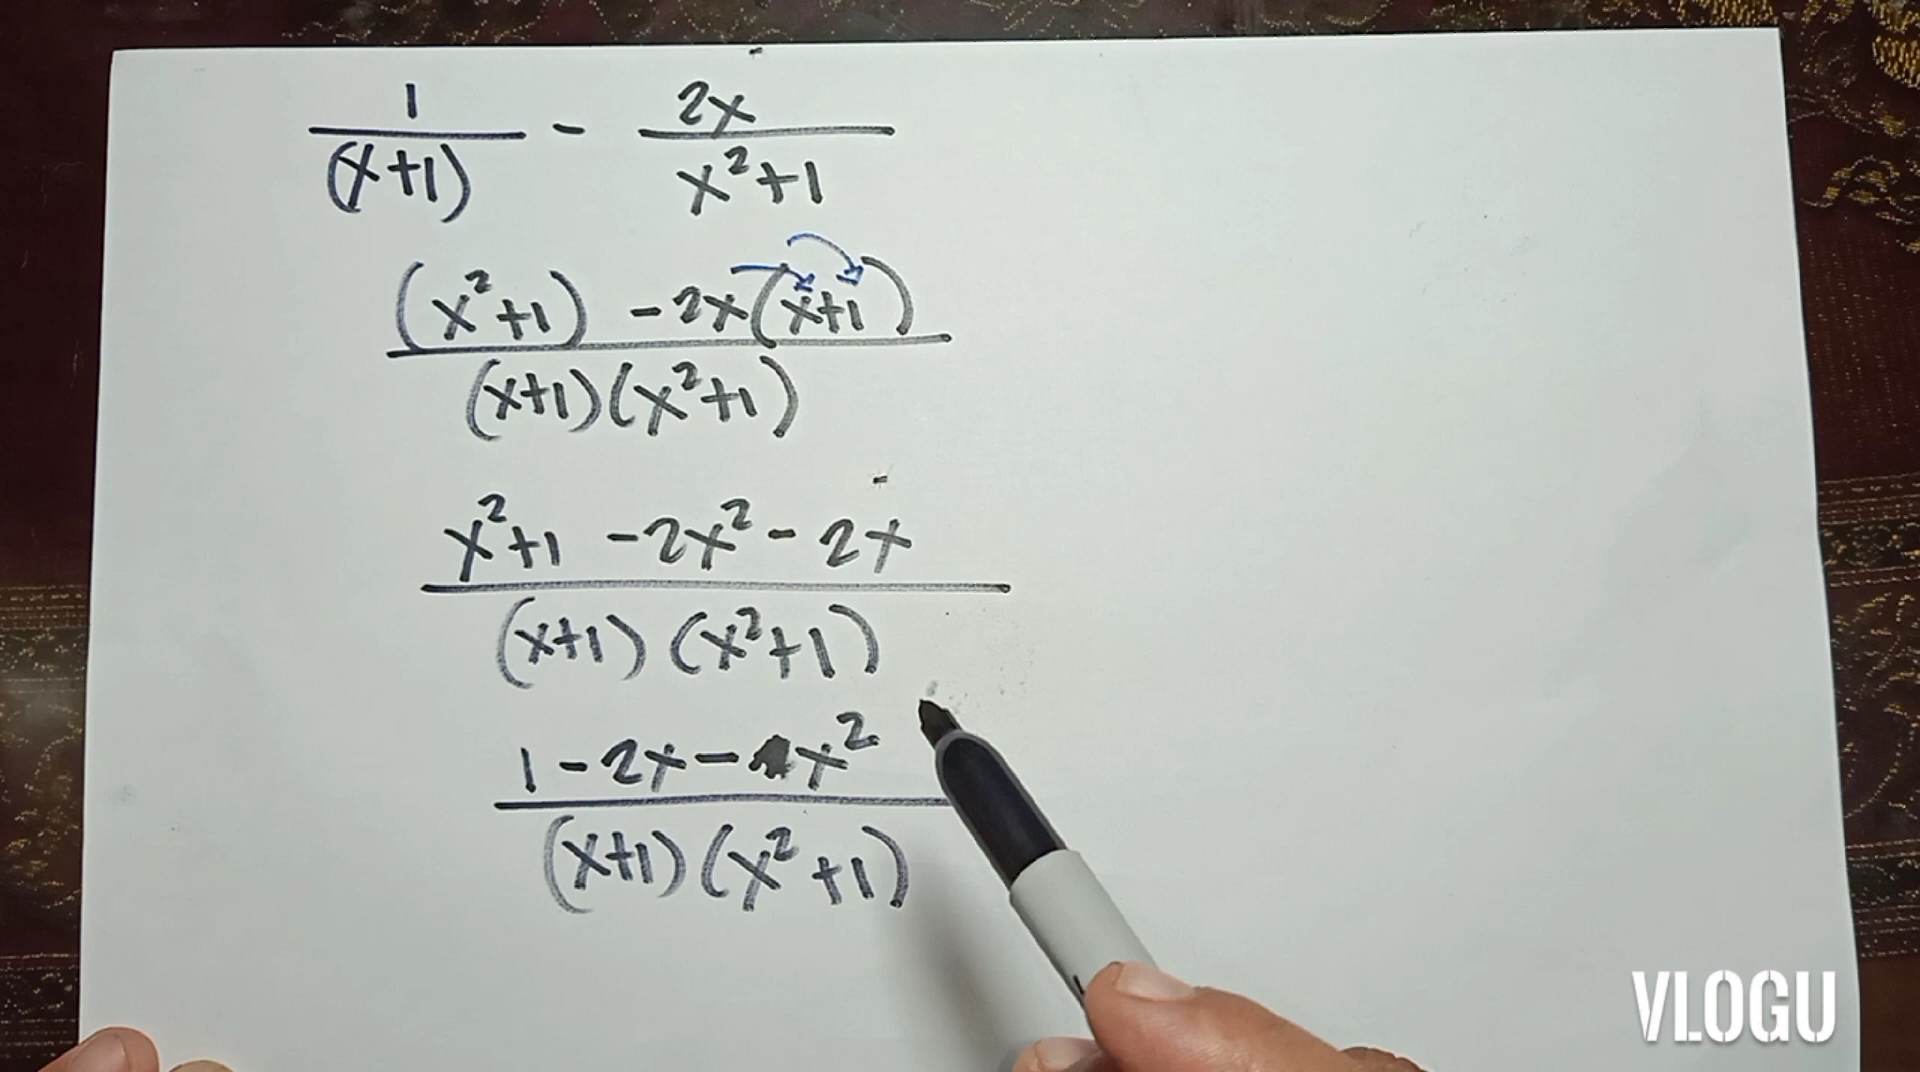 1 / (x+1) - 2x / x²+1
(x²+1) - 2x(x+1) / (x+1)(x²+1)
x²+1 - 2x² - 2x / (x+1)(x²+1)
1 - 2x - x² / (x+1)(x²+1)
VLOGU